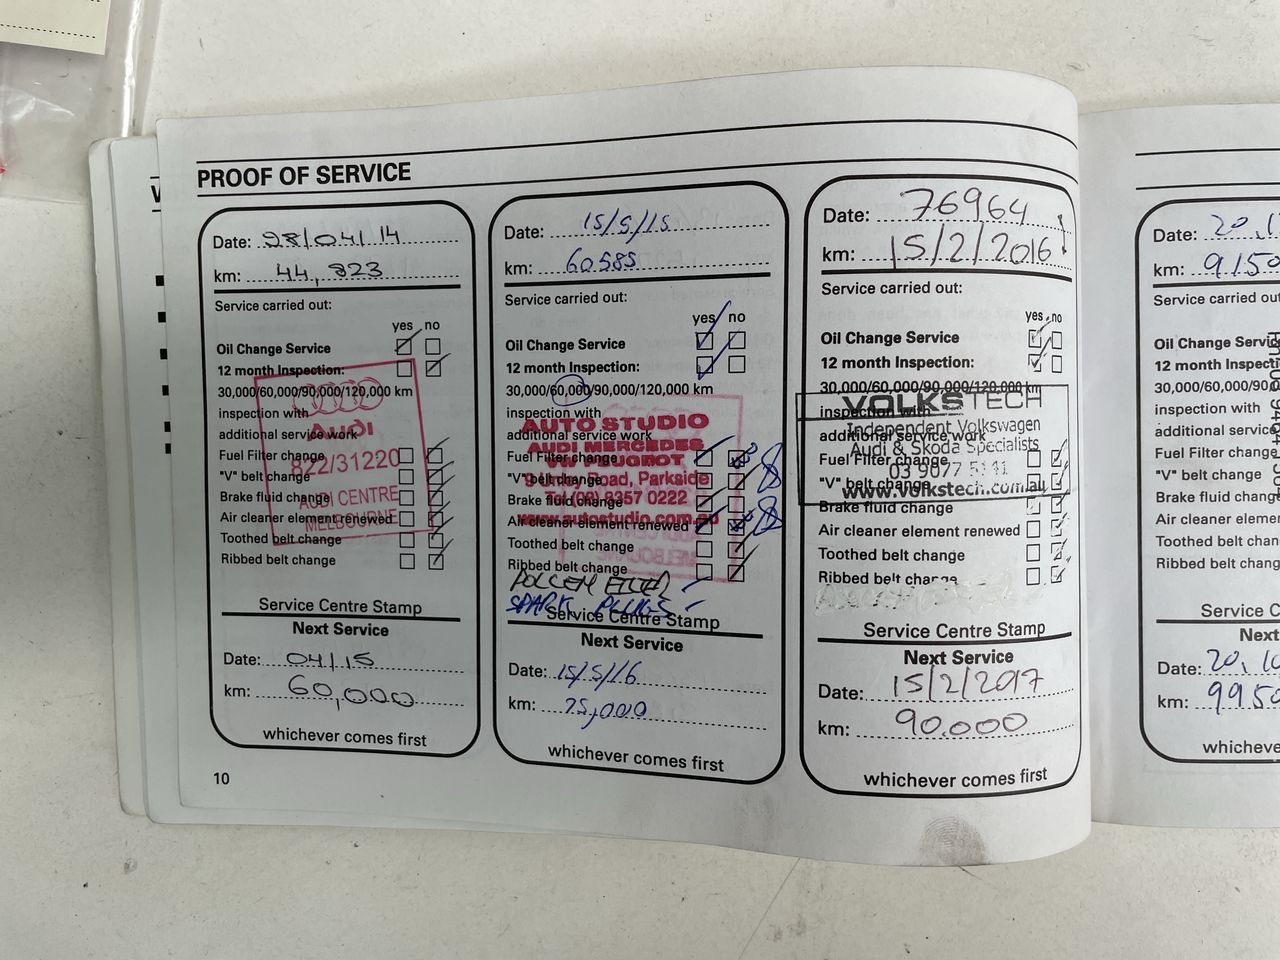 PROOF OF SERVICE
Date: 28/04/14
km: 44,823
Service carried out:
yes no
Oil Change Service
12 month Inspection:
30,000/60,000/90,000/120,000 km
inspection with
additional service work
Fuel Filter change
"V" belt change
Brake fluid change
Air cleaner element renewed
Toothed belt change
Ribbed belt change
AUDI
822/31220
AUDI CENTRE
MELBOURNE
Service Centre Stamp
Next Service
Date: 04/15
km: 60,000
whichever comes first
10
Date: 15/5/15
km: 60585
Service carried out:
yes no
Oil Change Service
12 month Inspection:
30,000/60,000/90,000/120,000 km
inspection with
additional service work
Fuel Filter change
"V" belt change
Brake fluid change
Air cleaner element renewed
Toothed belt change
Ribbed belt change
AUTO STUDIO
AUDI MERCEDES
VW PEUGEOT
Road, Parkside
Tel (08) 8357 0222
www.autostudio.com.au
POLLEN FILTER
SPARK PLUGS
Service Centre Stamp
Next Service
Date: 15/5/16
km: 75,000
whichever comes first
Date: 76964
km: 15/2/2016
Service carried out:
yes no
Oil Change Service
12 month Inspection:
30,000/60,000/90,000/120,000 km
inspection with
additional service work
Fuel Filter change
"V" belt change
Brake fluid change
Air cleaner element renewed
Toothed belt change
Ribbed belt change
VOLKSTECH
Independent Volkswagen
Audi & Skoda Specialists
03 9077 5141
www.volkstech.com.au
Service Centre Stamp
Next Service
Date: 15/2/2017
km: 90.000
whichever comes first
Date: 20.1
km: 9150
Service carried out:
Oil Change Service
12 month Inspecti
30,000/60,000/90
inspection with
additional service
Fuel Filter change
"V" belt change
Brake fluid change
Air cleaner eleme
Toothed belt chan
Ribbed belt chan
Service C
Next
Date: 20.10
km: 9950
whichever